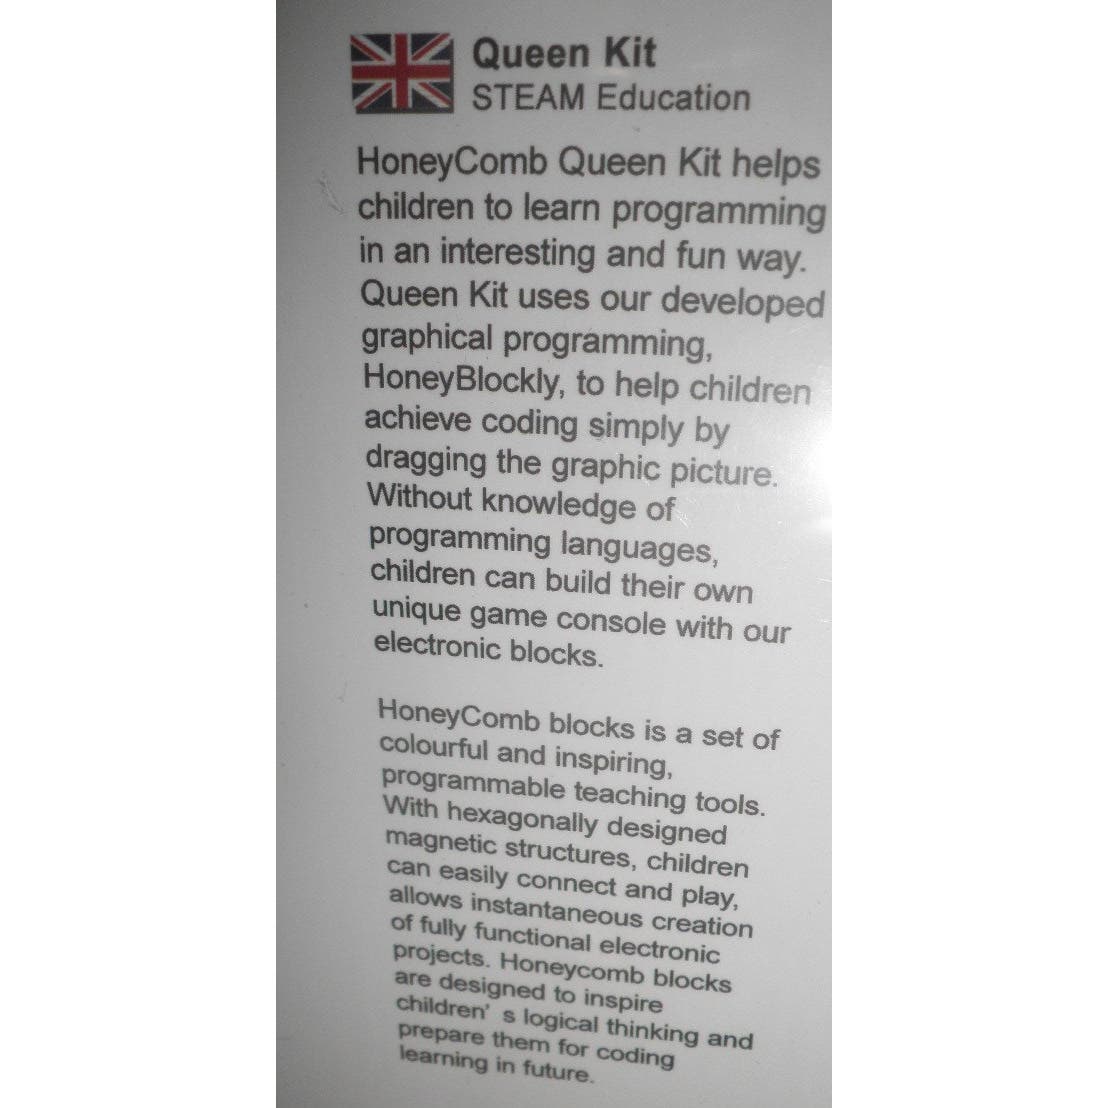 Queen Kit
STEAM Education
HoneyComb Queen Kit helps
children to learn programming
in an interesting and fun way.
Queen Kit uses our developed
graphical programming,
HoneyBlockly, to help children
achieve coding simply by
dragging the graphic picture.
Without knowledge of
programming languages,
children can build their own
unique game console with our
electronic blocks.
HoneyComb blocks is a set of
colourful and inspiring,
programmable teaching tools.
With hexagonally designed
magnetic structures, children
can easily connect and play,
allows instantaneous creation
of fully functional electronic
projects. Honeycomb blocks
are designed to inspire
children' s logical thinking and
prepare them for coding
learning in future.